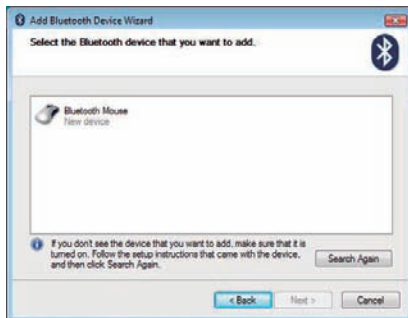 Add Bluetooth Device Wizard
Select the Bluetooth device that you want to add.
Bluetooth Mouse
New device
If you don't see the device that you want to add, make sure that it is
turned on. Follow the setup instructions that came with the device,
and then click Search Again.
Search Again
< Back
Next >
Cancel